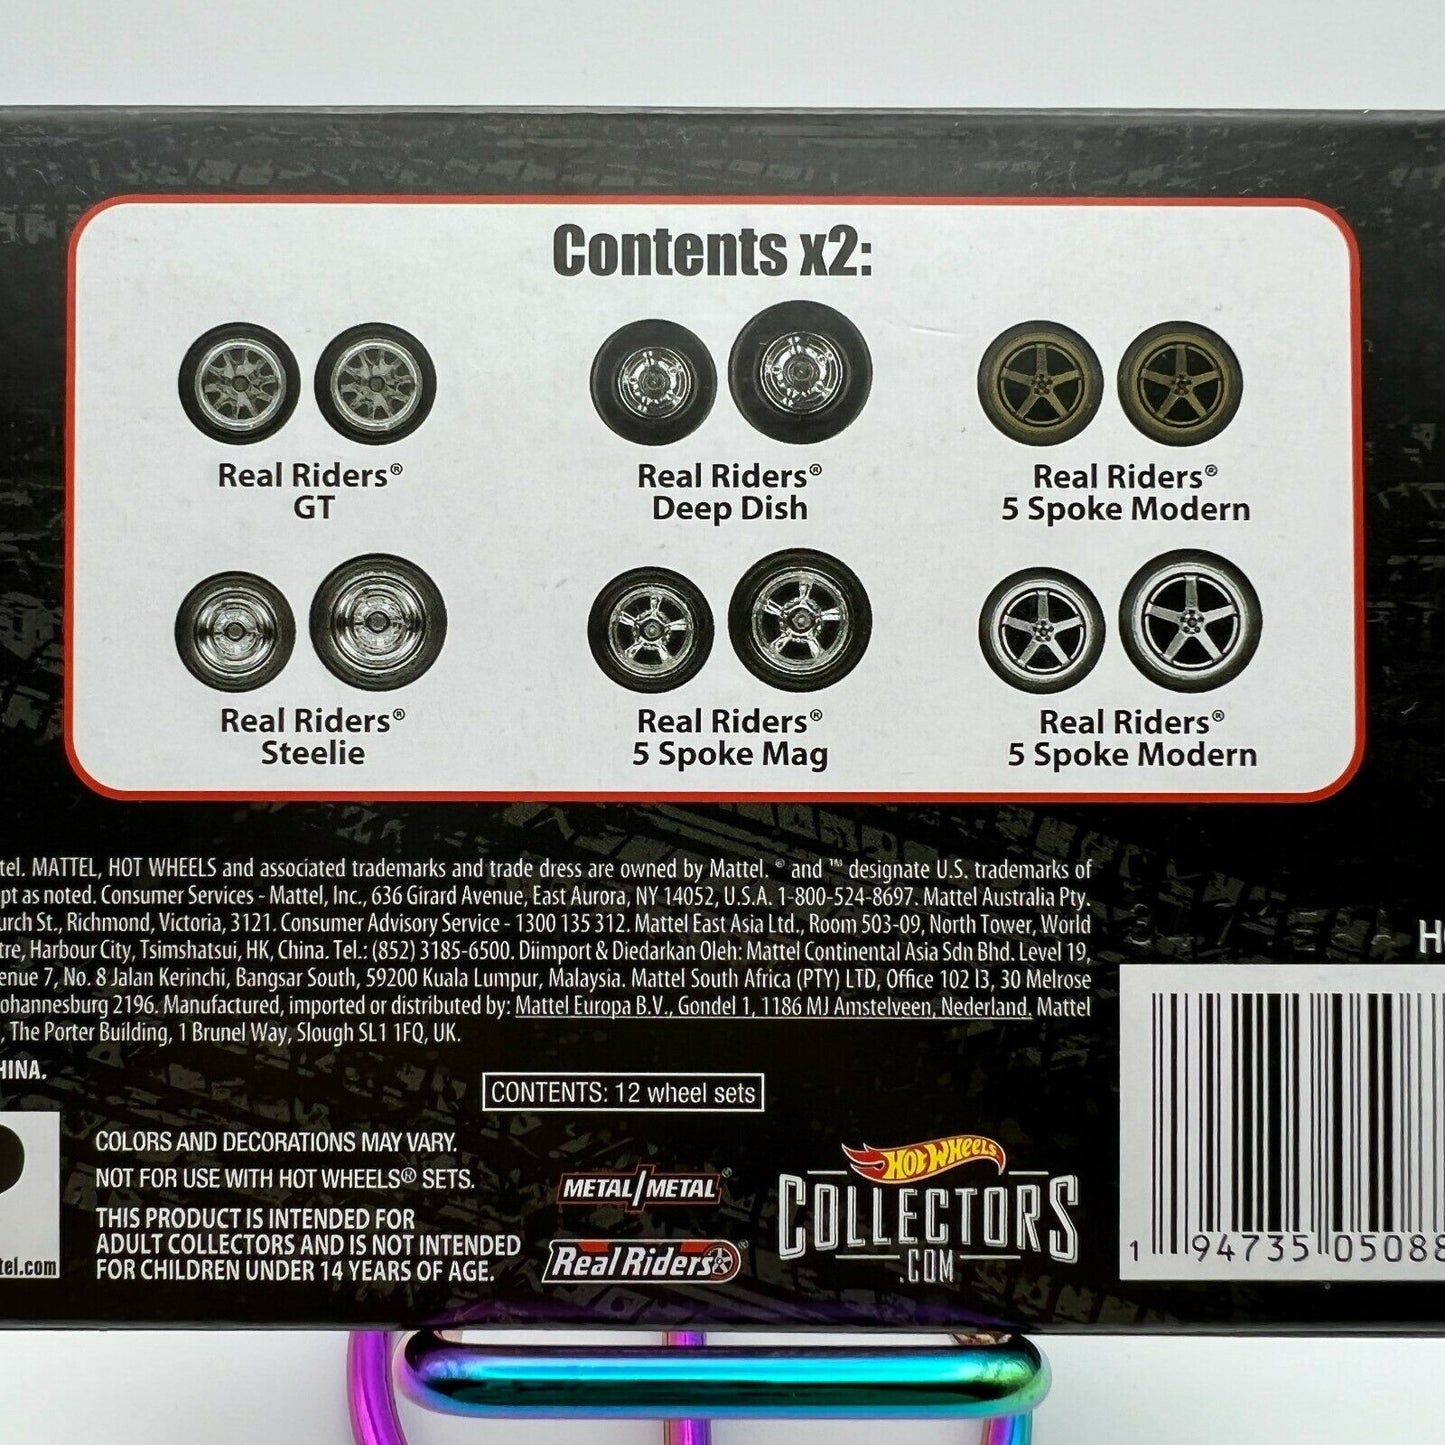 Contents x2:
Real Riders®
GT
Real Riders®
Deep Dish
Real Riders®
5 Spoke Modern
Real Riders®
Steelie
Real Riders®
5 Spoke Mag
Real Riders®
5 Spoke Modern
tel. MATTEL, HOT WHEELS and associated trademarks and trade dress are owned by Mattel. ® and ™ designate U.S. trademarks of
pt as noted. Consumer Services - Mattel, Inc., 636 Girard Avenue, East Aurora, NY 14052, U.S.A. 1-800-524-8697. Mattel Australia Pty.
urch St., Richmond, Victoria, 3121. Consumer Advisory Service - 1300 135 312. Mattel East Asia Ltd., Room 503-09, North Tower, World
tre, Harbour City, Tsimshatsui, HK, China. Tel.: (852) 3185-6500. Diimport & Diedarkan Oleh: Mattel Continental Asia Sdn Bhd. Level 19,
enue 7, No. 8 Jalan Kerinchi, Bangsar South, 59200 Kuala Lumpur, Malaysia. Mattel South Africa (PTY) LTD, Office 102 I3, 30 Melrose
ohannesburg 2196. Manufactured, imported or distributed by: Mattel Europa B.V., Gondel 1, 1186 MJ Amstelveen, Nederland. Mattel
, The Porter Building, 1 Brunel Way, Slough SL1 1FQ, UK.
HINA.
CONTENTS: 12 wheel sets
COLORS AND DECORATIONS MAY VARY.
NOT FOR USE WITH HOT WHEELS® SETS.
THIS PRODUCT IS INTENDED FOR
ADULT COLLECTORS AND IS NOT INTENDED
FOR CHILDREN UNDER 14 YEARS OF AGE.
tel.com
METAL/METAL®
Real Riders®
HOT WHEELS
COLLECTORS
.COM
H
1 94735 05088